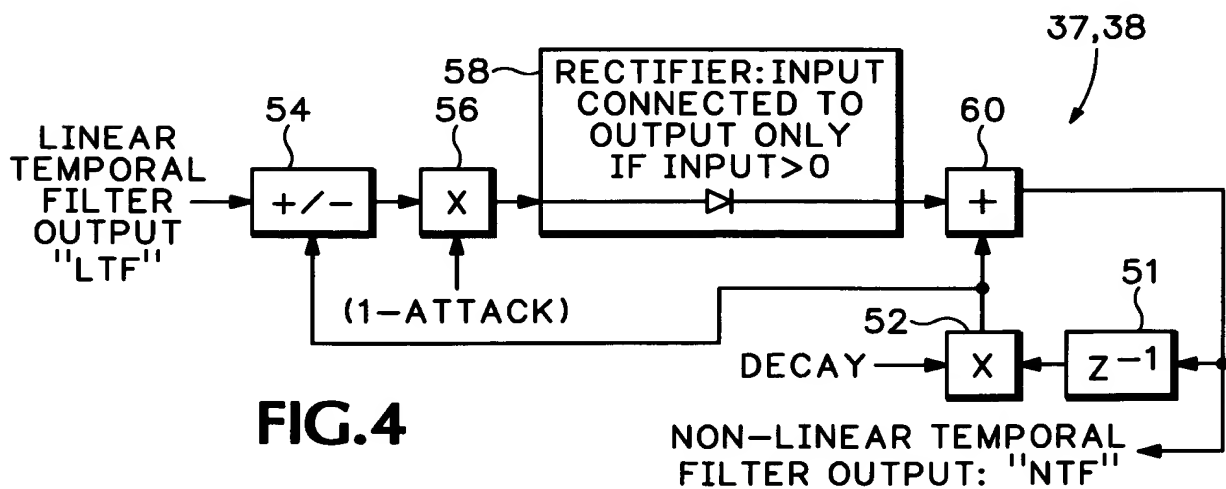 37,38
58
RECTIFIER:INPUT
CONNECTED TO
OUTPUT ONLY
IF INPUT>0
54
56
60
LINEAR
TEMPORAL
FILTER
OUTPUT
"LTF"
+/-
X
+
(1-ATTACK)
52
51
DECAY
X
Z⁻¹
FIG.4
NON-LINEAR TEMPORAL
FILTER OUTPUT: "NTF"